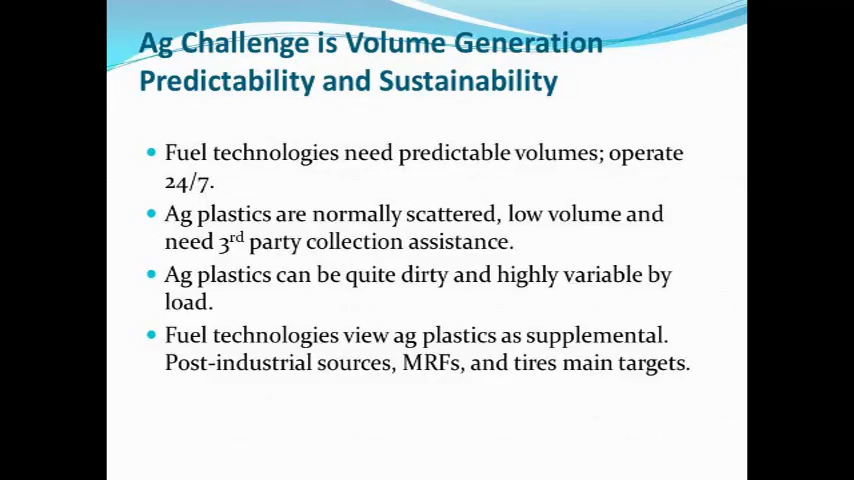 Ag Challenge is Volume Generation
Predictability and Sustainability
• Fuel technologies need predictable volumes; operate
24/7.
• Ag plastics are normally scattered, low volume and
need 3rd party collection assistance.
• Ag plastics can be quite dirty and highly variable by
load.
• Fuel technologies view ag plastics as supplemental.
Post-industrial sources, MRFs, and tires main targets.